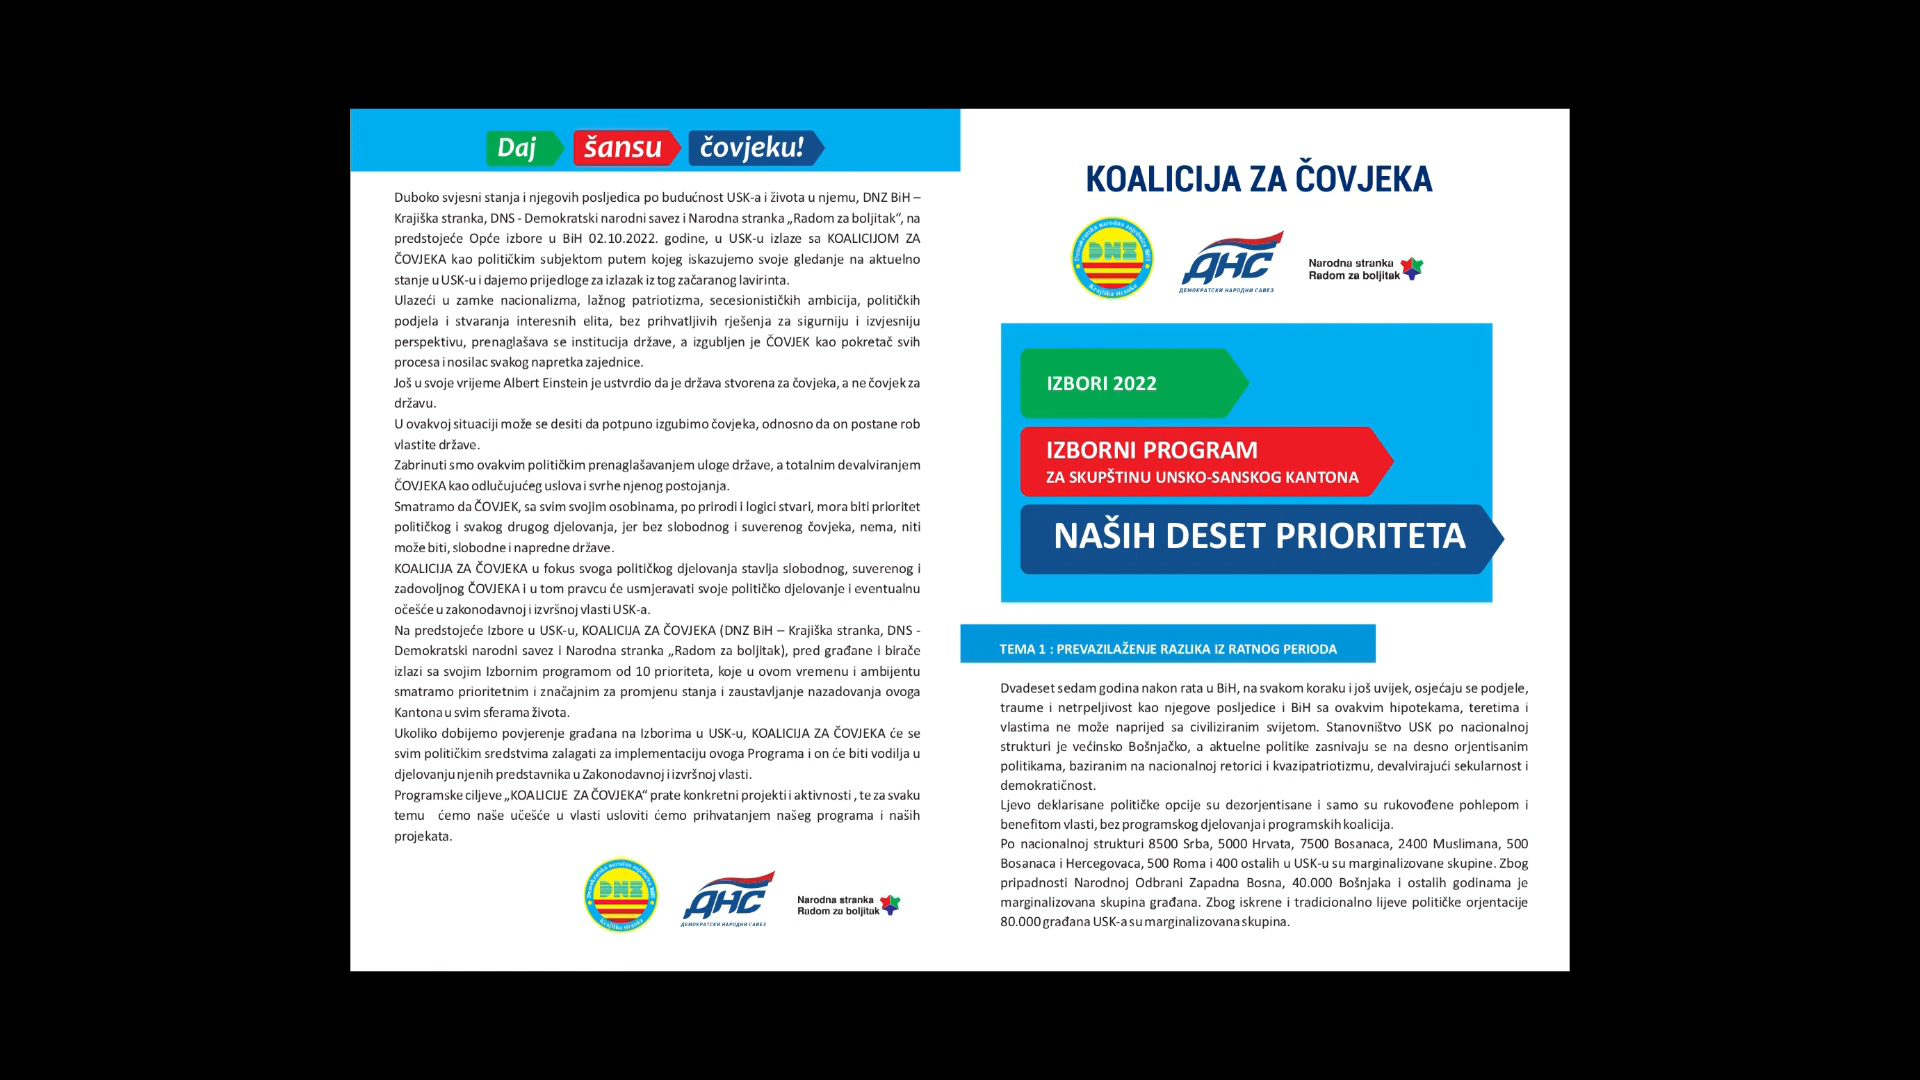 Daj šansu čovjeku!
Duboko svjesni stanja i njegovih posljedica po budućnost USK-a i života u njemu, DNZ BiH –
Krajiška stranka, DNS - Demokratski narodni savez i Narodna stranka „Radom za boljitak“, na
predstojeće Opće izbore u BiH 02.10.2022. godine, u USK-u izlaze sa KOALICIJOM ZA
ČOVJEKA kao političkim subjektom putem kojeg iskazujemo svoje gledanje na aktuelno
stanje u USK-u i dajemo prijedloge za izlazak iz tog začaranog lavirinta.
Ulazeći u zamke nacionalizma, lažnog patriotizma, secesionističkih ambicija, političkih
podjela i stvaranja interesnih elita, bez prihvatljivih rješenja za sigurniju i izvjesniju
perspektivu, prenaglašava se institucija države, a izgubljen je ČOVJEK kao pokretač svih
procesa i nosilac svakog napretka zajednice.
Još u svoje vrijeme Albert Einstein je ustvrdio da je država stvorena za čovjeka, a ne čovjek za
državu.
U ovakvoj situaciji može se desiti da potpuno izgubimo čovjeka, odnosno da on postane rob
vlastite države.
Zabrinuti smo ovakvim političkim prenaglašavanjem uloge države, a totalnim devalviranjem
ČOVJEKA kao odlučujućeg uslova i svrhe njenog postojanja.
Smatramo da ČOVJEK, sa svim svojim osobinama, po prirodi i logici stvari, mora biti prioritet
političkog i svakog drugog djelovanja, jer bez slobodnog i suverenog čovjeka, nema, niti
može biti, slobodne i napredne države.
KOALICIJA ZA ČOVJEKA u fokus svoga političkog djelovanja stavlja slobodnog, suverenog i
zadovoljnog ČOVJEKA i u tom pravcu će usmjeravati svoje političko djelovanje i eventualnu
očešće u zakonodavnoj i izvršnoj vlasti USK-a.
Na predstojeće Izbore u USK-u, KOALICIJA ZA ČOVJEKA (DNZ BiH – Krajiška stranka, DNS -
Demokratski narodni savez i Narodna stranka „Radom za boljitak), pred građane i birače
izlazi sa svojim Izbornim programom od 10 prioriteta, koje u ovom vremenu i ambijentu
smatramo prioritetnim i značajnim za promjenu stanja i zaustavljanje nazadovanja ovoga
Kantona u svim sferama života.
Ukoliko dobijemo povjerenje građana na Izborima u USK-u, KOALICIJA ZA ČOVJEKA će se
svim političkim sredstvima zalagati za implementaciju ovoga Programa i on će biti vodilja u
djelovanju njenih predstavnika u Zakonodavnoj i izvršnoj vlasti.
Programske ciljeve „KOALICIJE ZA ČOVJEKA“ prate konkretni projekti i aktivnosti , te za svaku
temu ćemo naše učešće u vlasti usloviti ćemo prihvatanjem našeg programa i naših
projekata.
Demokratska narodna zajednica BiH
DNZ
Krajiška stranka
ДНС
ДЕМОКРАТСКИ НАРОДНИ САВЕЗ
Narodna stranka
Radom za boljitak
KOALICIJA ZA ČOVJEKA
Demokratska narodna zajednica BiH
DNZ
Krajiška stranka
ДНС
ДЕМОКРАТСКИ НАРОДНИ САВЕЗ
Narodna stranka
Radom za boljitak
IZBORI 2022
IZBORNI PROGRAM
ZA SKUPŠTINU UNSKO-SANSKOG KANTONA
NAŠIH DESET PRIORITETA
TEMA 1 : PREVAZILAŽENJE RAZLIKA IZ RATNOG PERIODA
Dvadeset sedam godina nakon rata u BiH, na svakom koraku i još uvijek, osjećaju se podjele,
traume i netrpeljivost kao njegove posljedice i BiH sa ovakvim hipotekama, teretima i
vlastima ne može naprijed sa civiliziranim svijetom. Stanovništvo USK po nacionalnoj
strukturi je većinsko Bošnjačko, a aktuelne politike zasnivaju se na desno orjentisanim
politikama, baziranim na nacionalnoj retorici i kvazipatriotizmu, devalvirajući sekularnost i
demokratičnost.
Ljevo deklarisane političke opcije su dezorjentisane i samo su rukovođene pohlepom i
benefitom vlasti, bez programskog djelovanja i programskih koalicija.
Po nacionalnoj strukturi 8500 Srba, 5000 Hrvata, 7500 Bosanaca, 2400 Muslimana, 500
Bosanaca i Hercegovaca, 500 Roma i 400 ostalih u USK-u su marginalizovane skupine. Zbog
pripadnosti Narodnoj Odbrani Zapadna Bosna, 40.000 Bošnjaka i ostalih godinama je
marginalizovana skupina građana. Zbog iskrene i tradicionalno lijeve političke orjentacije
80.000 građana USK-a su marginalizovana skupina.